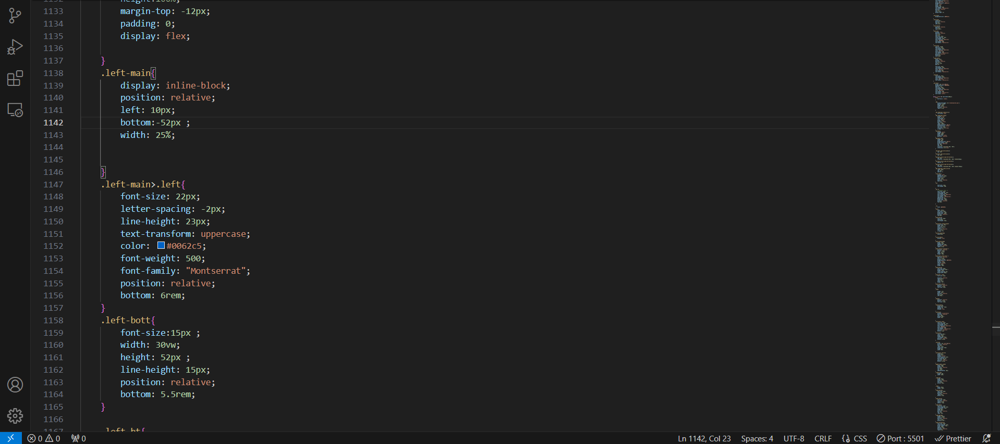 1133 margin-top: -12px;
1134 padding: 0;
1135 display: flex;
1136
1137 }
1138 .left-main{
1139 display: inline-block;
1140 position: relative;
1141 left: 10px;
1142 bottom:-52px ;
1143 width: 25%;
1144
1145
1146 }
1147 .left-main>.left{
1148 font-size: 22px;
1149 letter-spacing: -2px;
1150 line-height: 23px;
1151 text-transform: uppercase;
1152 color: #0062c5;
1153 font-weight: 500;
1154 font-family: "Montserrat";
1155 position: relative;
1156 bottom: 6rem;
1157 }
1158 .left-bott{
1159 font-size:15px ;
1160 width: 30vw;
1161 height: 52px ;
1162 line-height: 15px;
1163 position: relative;
1164 bottom: 5.5rem;
1165 }
1166
0 0 0 Ln 1142, Col 23 Spaces: 4 UTF-8 CRLF {} CSS Port : 5501 Prettier